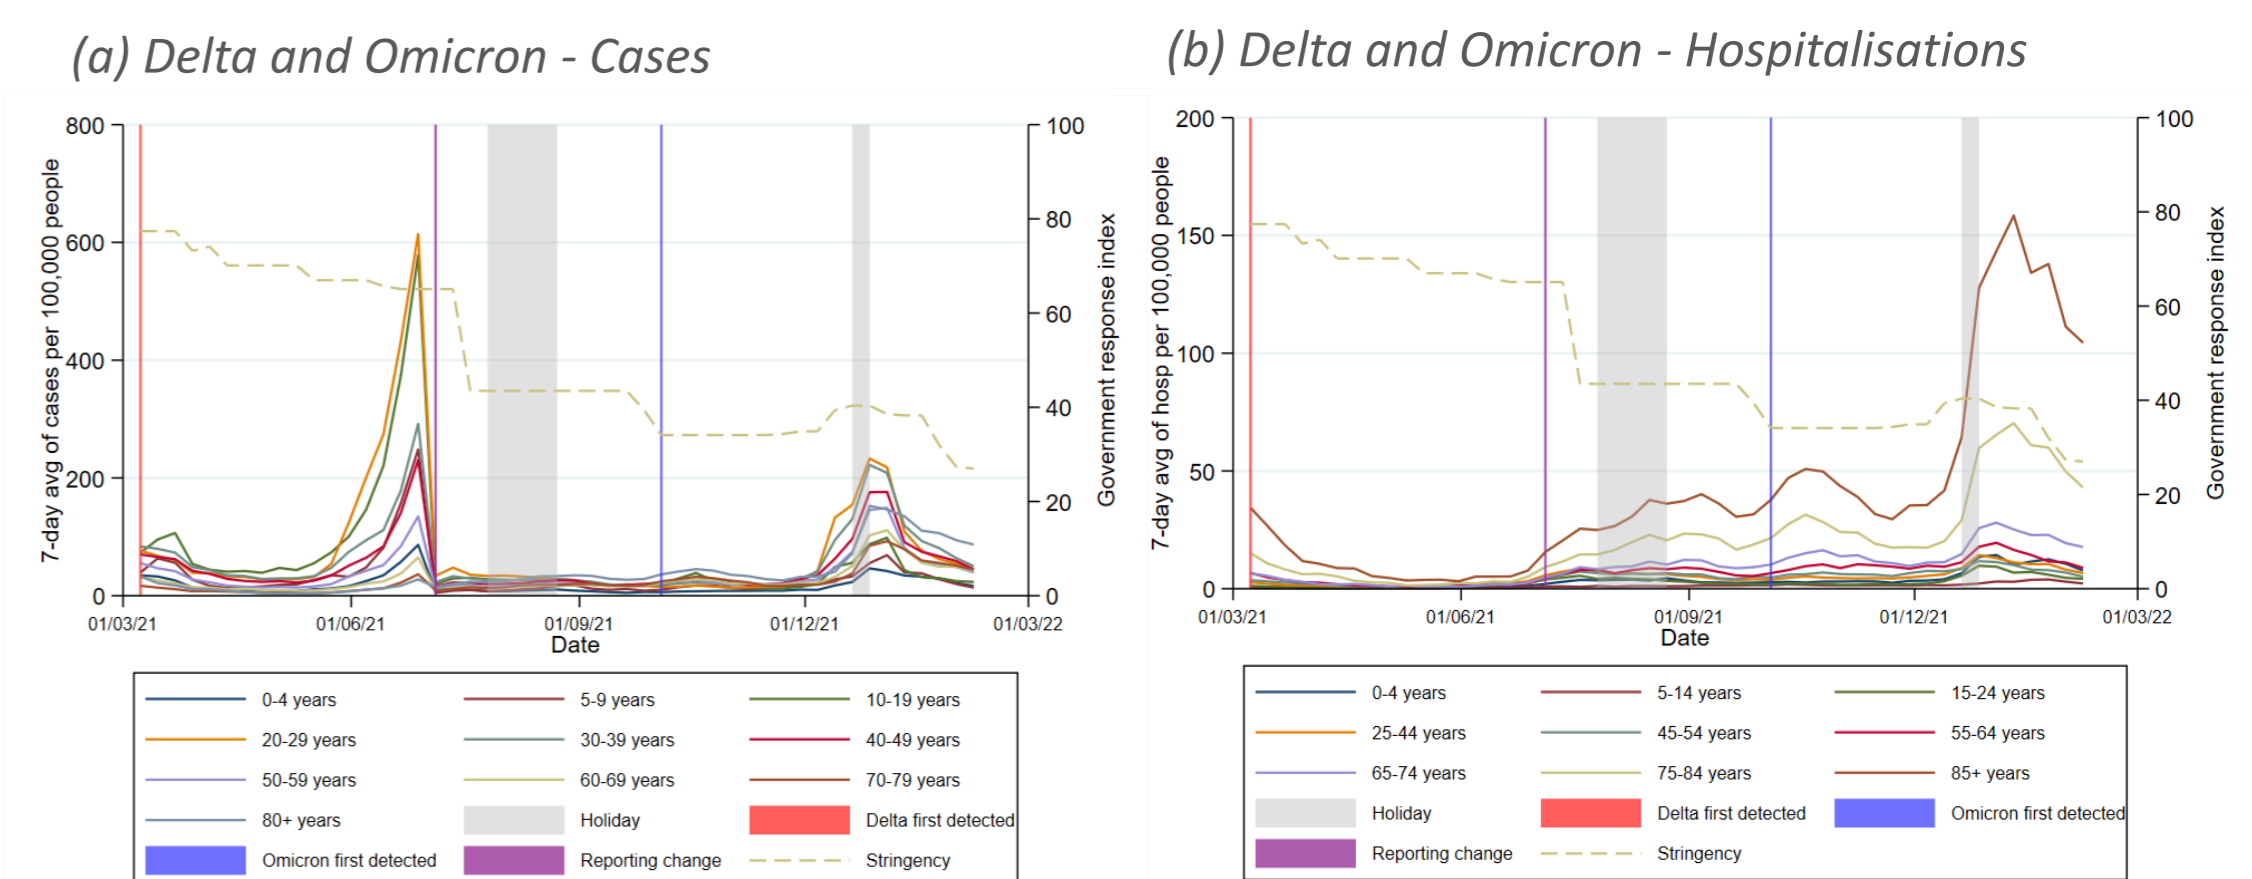 (a) Delta and Omicron - Cases
7-day avg of cases per 100,000 people
800
600
400
200
0
100
80
60
40
20
0
Government response index
01/03/21 01/06/21 01/09/21 01/12/21 01/03/22
Date
0-4 years 5-9 years 10-19 years
20-29 years 30-39 years 40-49 years
50-59 years 60-69 years 70-79 years
80+ years Holiday Delta first detected
Omicron first detected Reporting change Stringency
(b) Delta and Omicron - Hospitalisations
7-day avg of hosp per 100,000 people
200
150
100
50
0
100
80
60
40
20
0
Government response index
01/03/21 01/06/21 01/09/21 01/12/21 01/03/22
Date
0-4 years 5-14 years 15-24 years
25-44 years 45-54 years 55-64 years
65-74 years 75-84 years 85+ years
Holiday Delta first detected Omicron first detected
Reporting change Stringency